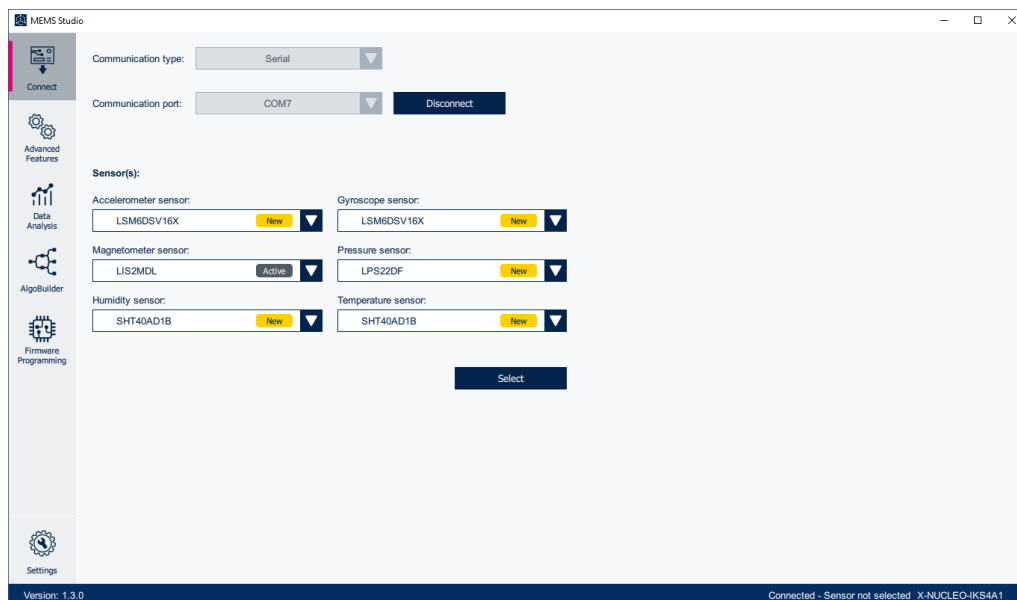 MEMS Studio
Connect
Advanced
Features
Data
Analysis
AlgoBuilder
Firmware
Programming
Settings
Communication type:
Serial
Communication port:
COM7
Disconnect
Sensor(s):
Accelerometer sensor:
Gyroscope sensor:
LSM6DSV16X New
LSM6DSV16X New
Magnetometer sensor:
Pressure sensor:
LIS2MDL Active
LPS22DF New
Humidity sensor:
Temperature sensor:
SHT40AD1B New
SHT40AD1B New
Select
Version: 1.3.0
Connected - Sensor not selected X-NUCLEO-IKS4A1